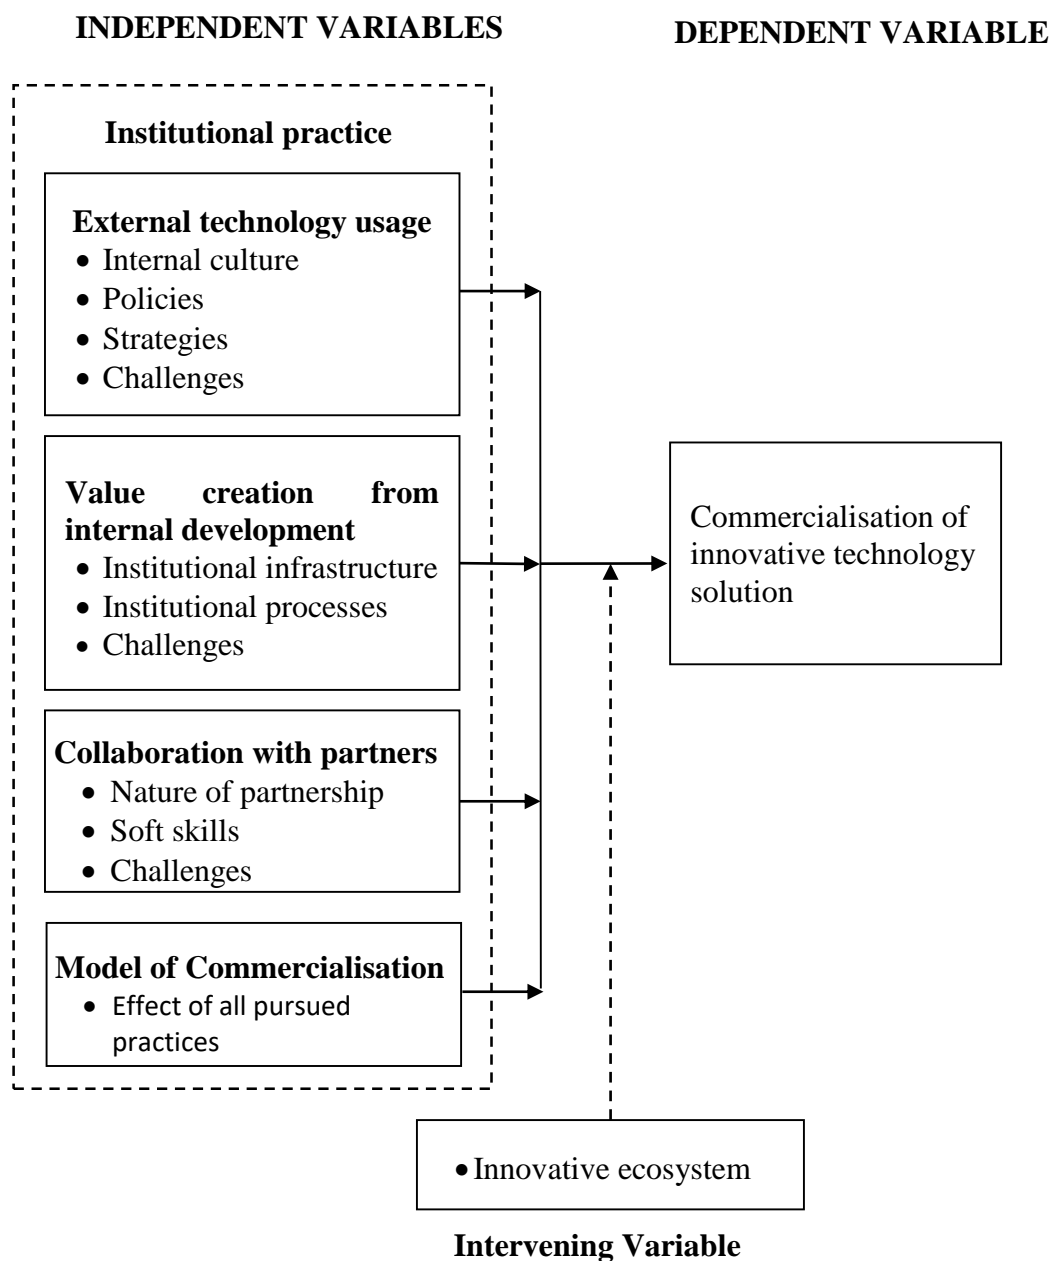 INDEPENDENT VARIABLES
DEPENDENT VARIABLE
Institutional practice
External technology usage
• Internal culture
• Policies
• Strategies
• Challenges
Value creation from
internal development
• Institutional infrastructure
• Institutional processes
• Challenges
Commercialisation of
innovative technology
solution
Collaboration with partners
• Nature of partnership
• Soft skills
• Challenges
Model of Commercialisation
• Effect of all pursued
practices
• Innovative ecosystem
Intervening Variable